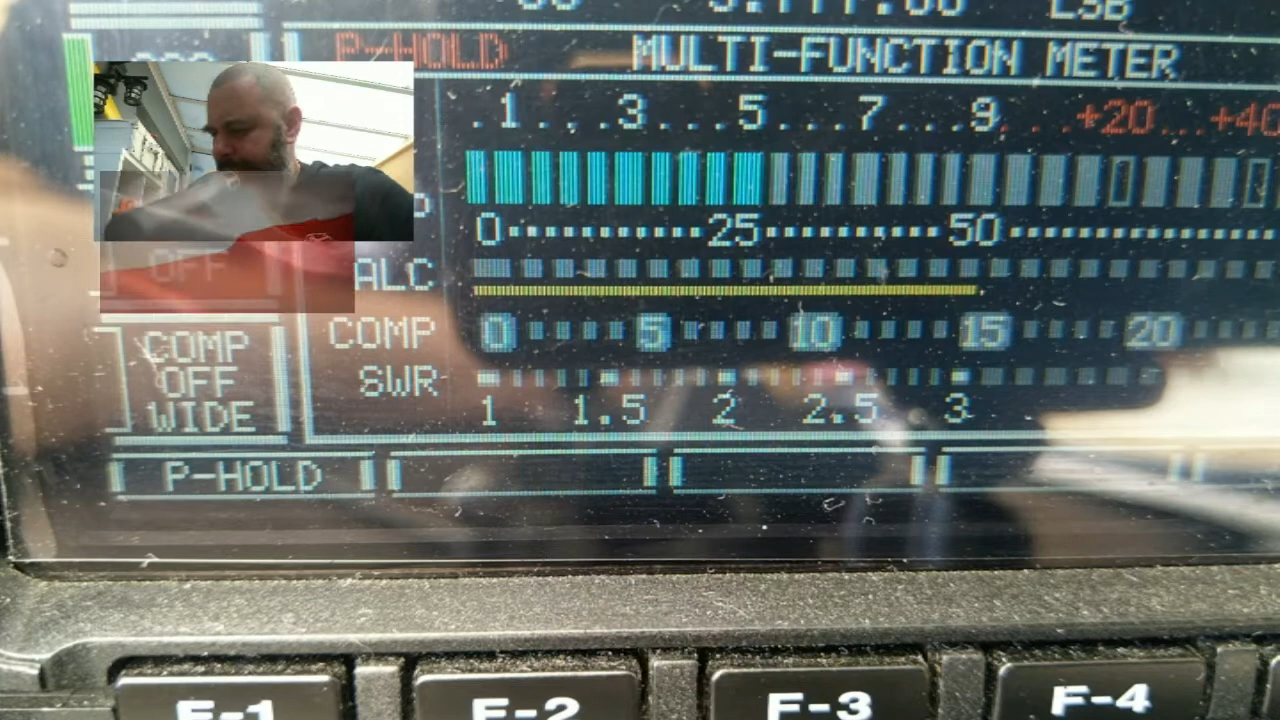 LSB
P-HOLD MULTI-FUNCTION METER
.1...3...5...7...9...+20...+40
0 25 50
OFF
ALC
COMP 0 5 10 15 20
COMP
OFF
WIDE
SWR
1 1.5 2 2.5 3
P-HOLD
F-1 F-2 F-3 F-4